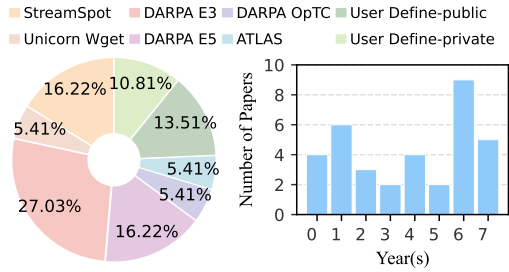 StreamSpot DARPA E3 DARPA OpTC User Define-public
Unicorn Wget DARPA E5 ATLAS User Define-private
16.22% 10.81%
13.51%
5.41%
5.41%
5.41%
27.03%
16.22%
Number of Papers
10
8
6
4
2
0
0 1 2 3 4 5 6 7
Year(s)